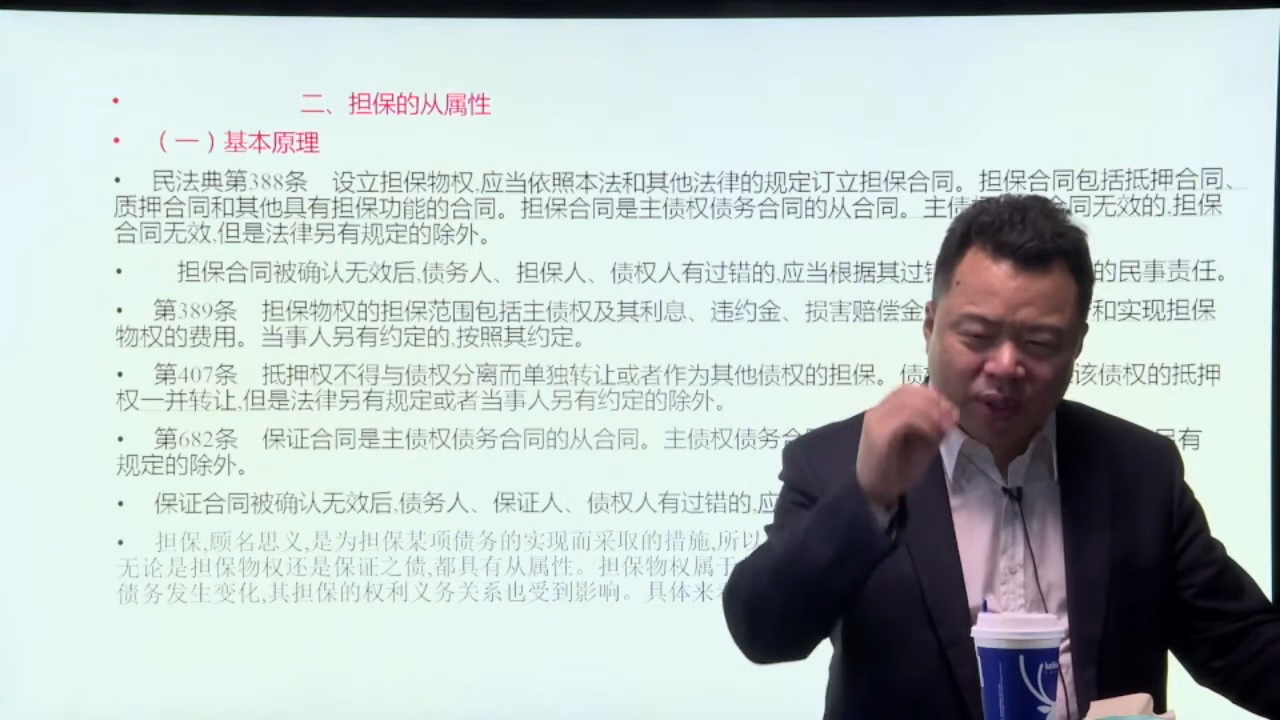 • 二、担保的从属性
• （一）基本原理
• 民法典第388条 设立担保物权,应当依照本法和其他法律的规定订立担保合同。担保合同包括抵押合同、
质押合同和其他具有担保功能的合同。担保合同是主债权债务合同的从合同。主债 合同无效的,担保
合同无效,但是法律另有规定的除外。
• 担保合同被确认无效后,债务人、担保人、债权人有过错的,应当根据其过 的民事责任。
• 第389条 担保物权的担保范围包括主债权及其利息、违约金、损害赔偿金 和实现担保
物权的费用。当事人另有约定的,按照其约定。
• 第407条 抵押权不得与债权分离而单独转让或者作为其他债权的担保。债 该债权的抵押
权一并转让,但是法律另有规定或者当事人另有约定的除外。
• 第682条 保证合同是主债权债务合同的从合同。主债权债务 另有
规定的除外。
• 保证合同被确认无效后,债务人、保证人、债权人有过错的,应
• 担保,顾名思义,是为担保某项债务的实现而采取的措施,所以
无论是担保物权还是保证之债,都具有从属性。担保物权属于
债务发生变化,其担保的权利义务关系也受到影响。具体来